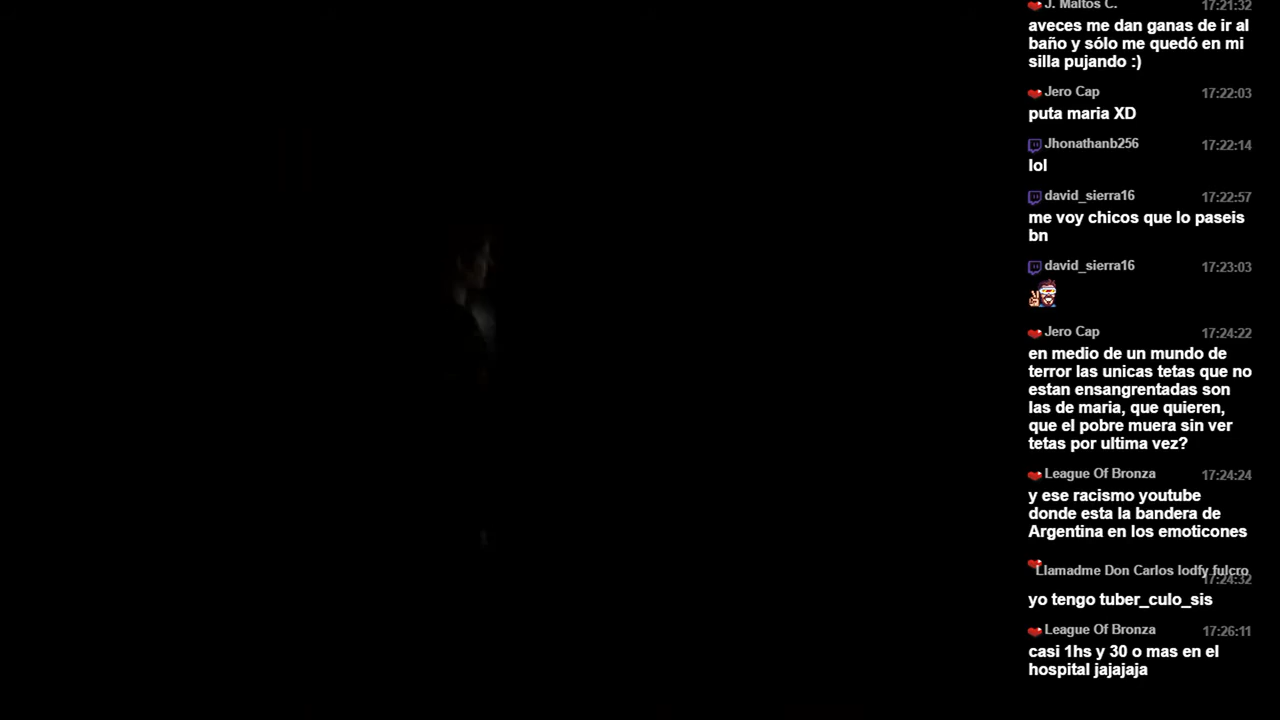 J. Maltos C. 17:21:32
aveces me dan ganas de ir al
baño y sólo me quedó en mi
silla pujando :)
Jero Cap 17:22:03
puta maria XD
Jhonathanb256 17:22:14
lol
david_sierra16 17:22:57
me voy chicos que lo paseis
bn
david_sierra16 17:23:03
Jero Cap 17:24:22
en medio de un mundo de
terror las unicas tetas que no
estan ensangrentadas son
las de maria, que quieren,
que el pobre muera sin ver
tetas por ultima vez?
League Of Bronza 17:24:24
y ese racismo youtube
donde esta la bandera de
Argentina en los emoticones
Llamadme Don Carlos lodfy fulcro
17:24:32
yo tengo tuber_culo_sis
League Of Bronza 17:26:11
casi 1hs y 30 o mas en el
hospital jajajaja